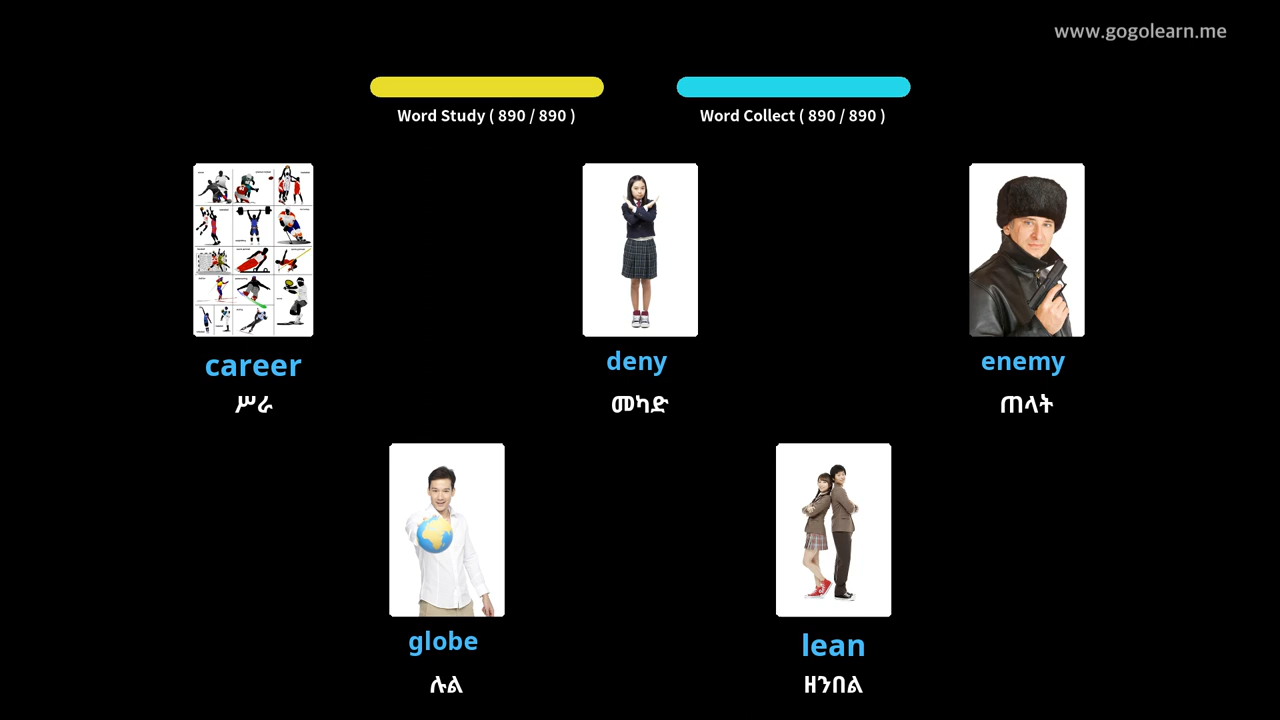 www.gogolearn.me
Word Study ( 890 / 890 )
Word Collect ( 890 / 890 )
career
ሥራ
deny
መካድ
enemy
ጠላት
globe
ሉል
lean
ዘንበል